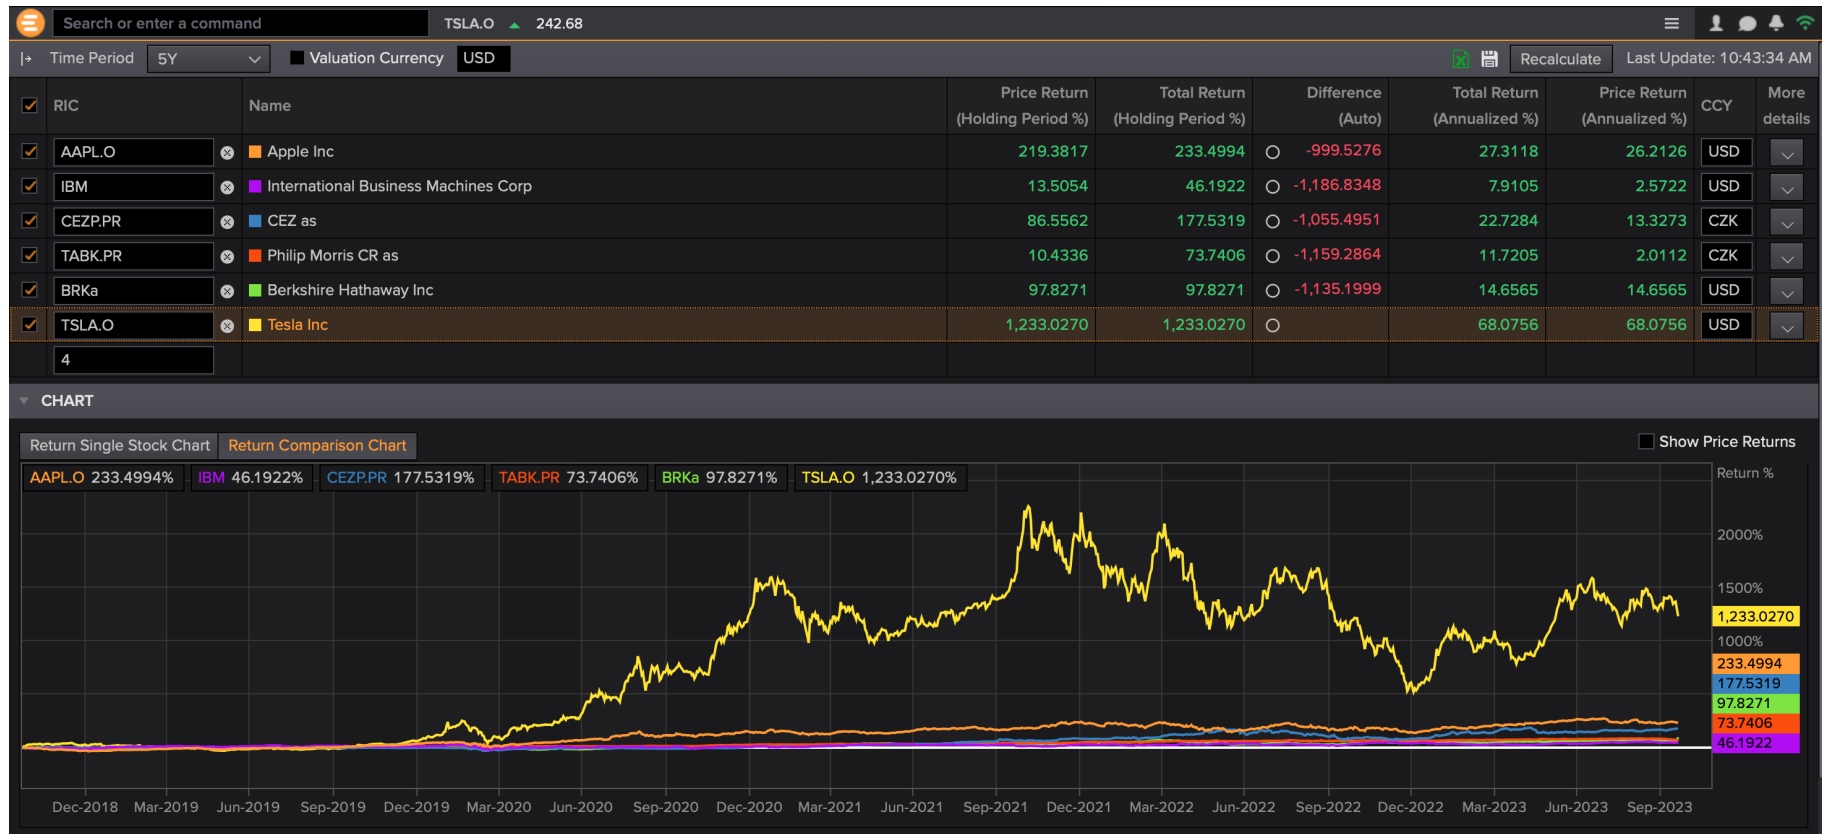 Search or enter a command TSLA.O 242.68
Time Period 5Y Valuation Currency USD Recalculate Last Update: 10:43:34 AM
RIC Name Price Return (Holding Period %) Total Return (Holding Period %) Difference (Auto) Total Return (Annualized %) Price Return (Annualized %) CCY More details
AAPL.O Apple Inc 219.3817 233.4994 -999.5276 27.3118 26.2126 USD
IBM International Business Machines Corp 13.5054 46.1922 -1,186.8348 7.9105 2.5722 USD
CEZP.PR CEZ as 86.5562 177.5319 -1,055.4951 22.7284 13.3273 CZK
TABK.PR Philip Morris CR as 10.4336 73.7406 -1,159.2864 11.7205 2.0112 CZK
BRKa Berkshire Hathaway Inc 97.8271 97.8271 -1,135.1999 14.6565 14.6565 USD
TSLA.O Tesla Inc 1,233.0270 1,233.0270 68.0756 68.0756 USD
4
CHART
Return Single Stock Chart Return Comparison Chart Show Price Returns
AAPL.O 233.4994% IBM 46.1922% CEZP.PR 177.5319% TABK.PR 73.7406% BRKa 97.8271% TSLA.O 1,233.0270% Return %
2000%
1500%
1,233.0270
1000%
233.4994
177.5319
97.8271
73.7406
46.1922
Dec-2018 Mar-2019 Jun-2019 Sep-2019 Dec-2019 Mar-2020 Jun-2020 Sep-2020 Dec-2020 Mar-2021 Jun-2021 Sep-2021 Dec-2021 Mar-2022 Jun-2022 Sep-2022 Dec-2022 Mar-2023 Jun-2023 Sep-2023